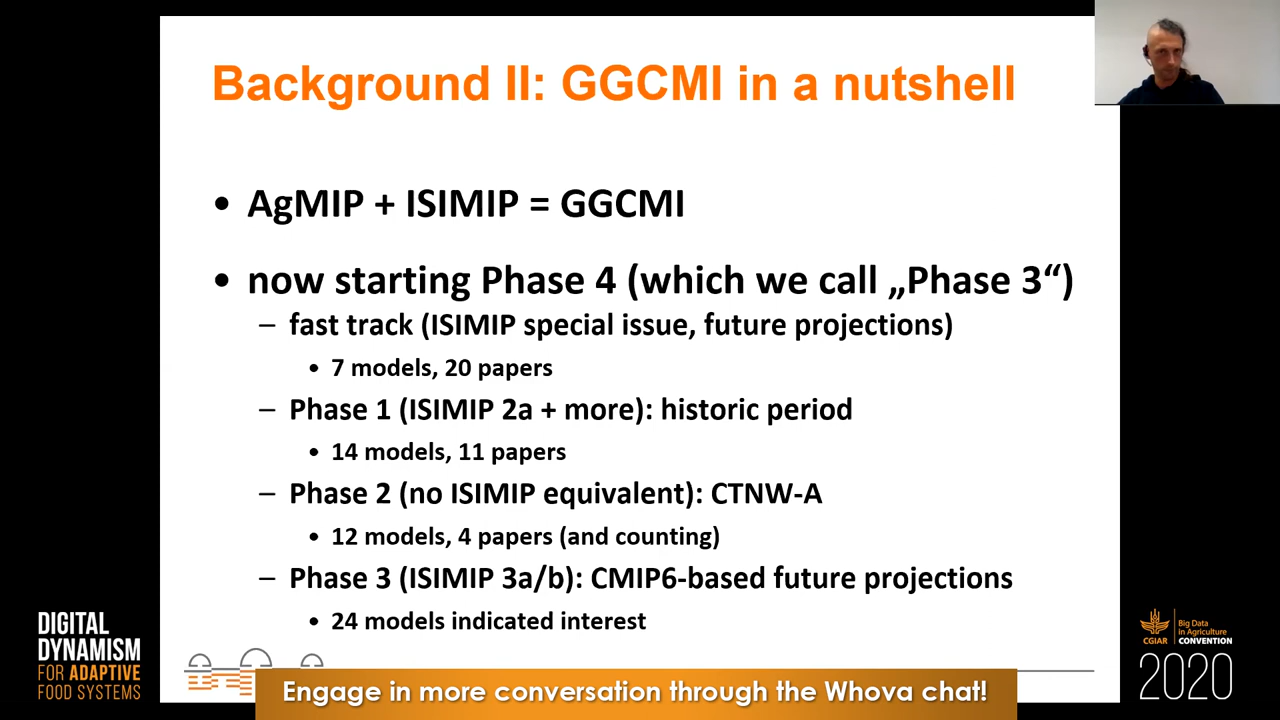 Background II: GGCMI in a nutshell
• AgMIP + ISIMIP = GGCMI
• now starting Phase 4 (which we call „Phase 3“)
– fast track (ISIMIP special issue, future projections)
• 7 models, 20 papers
– Phase 1 (ISIMIP 2a + more): historic period
• 14 models, 11 papers
– Phase 2 (no ISIMIP equivalent): CTNW-A
• 12 models, 4 papers (and counting)
– Phase 3 (ISIMIP 3a/b): CMIP6-based future projections
• 24 models indicated interest
DIGITAL
DYNAMISM
FOR ADAPTIVE
FOOD SYSTEMS
Engage in more conversation through the Whova chat!
CGIAR
Big Data
in Agriculture
CONVENTION
2020